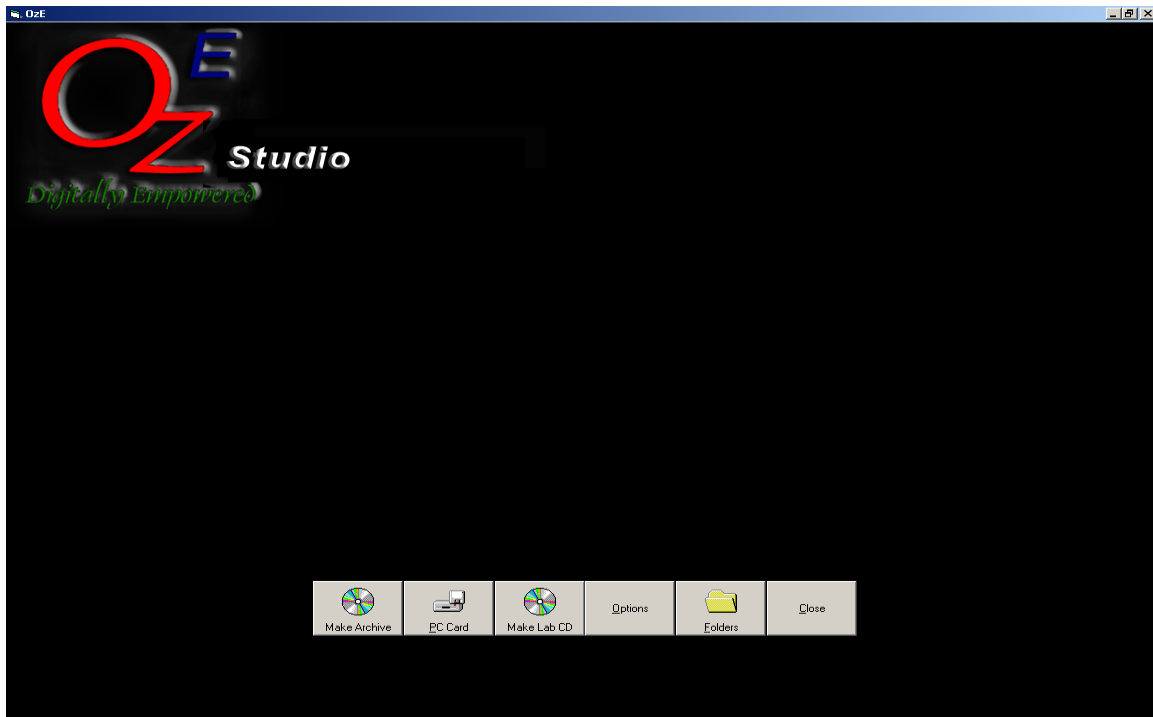 OzE
OzE
Studio
Digitally Empowered
Make Archive
PC Card
Make Lab CD
Options
Folders
Close